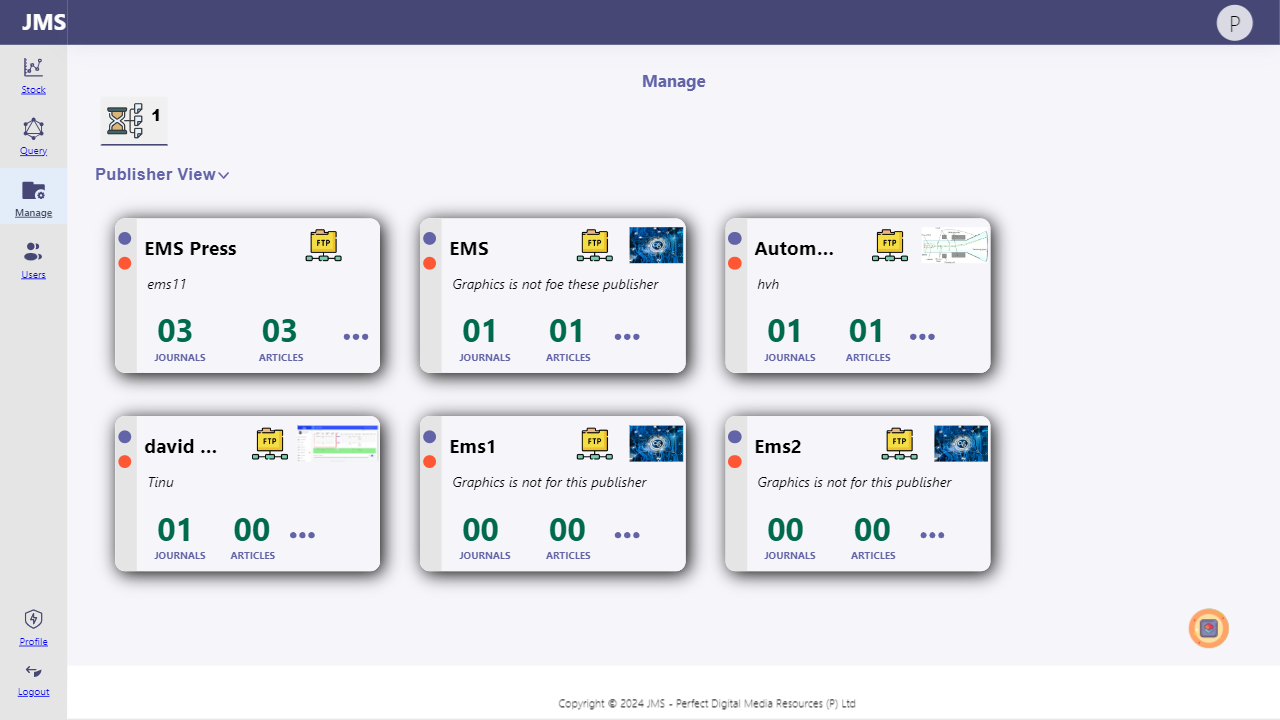 JMS
P
Stock
Query
Manage
Users
Profile
Logout
Manage
1
Publisher View
EMS Press
FTP
ems11
03 03
JOURNALS ARTICLES
EMS
FTP
Graphics is not foe these publisher
01 01
JOURNALS ARTICLES
Autom...
FTP
hvh
01 01
JOURNALS ARTICLES
david ...
FTP
Tinu
01 00
JOURNALS ARTICLES
Ems1
FTP
Graphics is not for this publisher
00 00
JOURNALS ARTICLES
Ems2
FTP
Graphics is not for this publisher
00 00
JOURNALS ARTICLES
Copyright © 2024 JMS - Perfect Digital Media Resources (P) Ltd